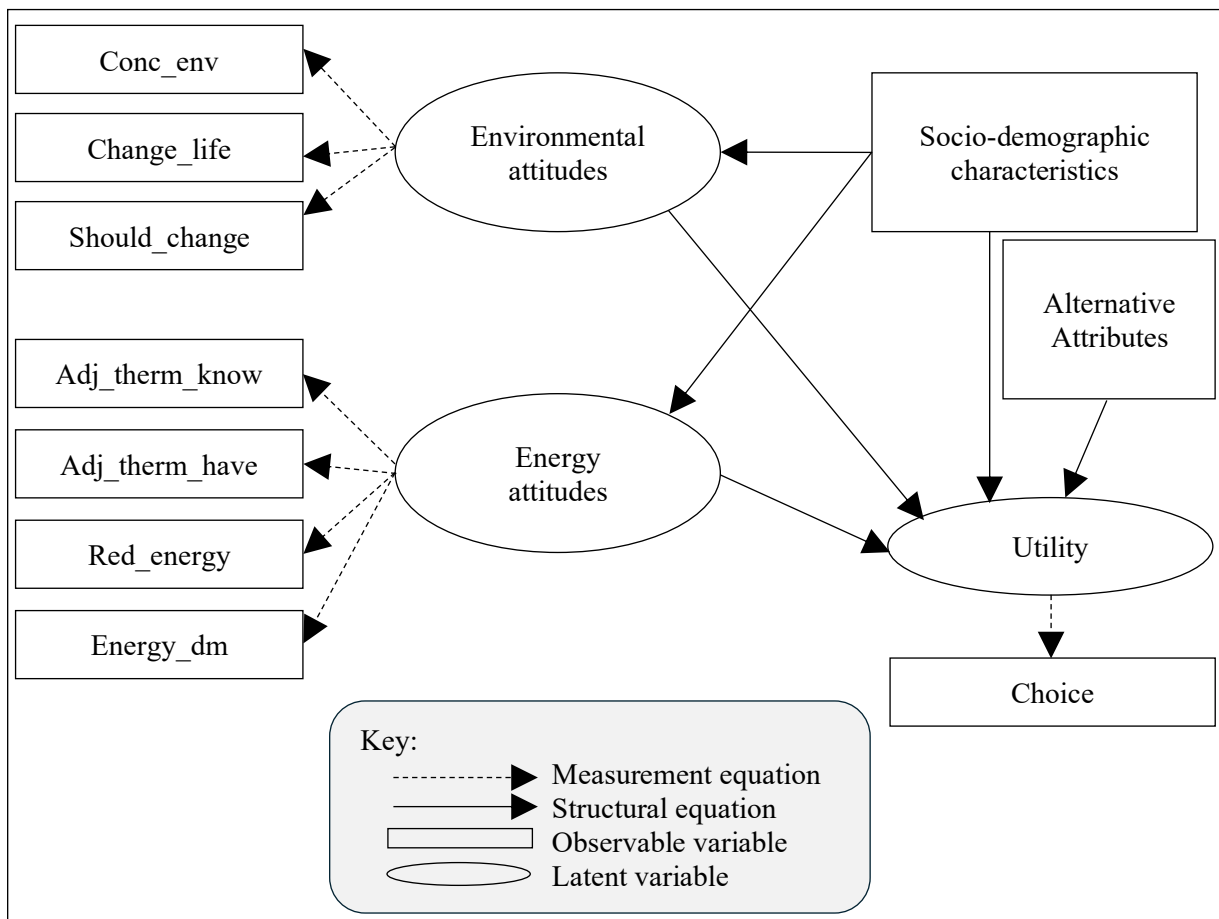 Conc_env
Change_life
Should_change
Environmental
attitudes
Socio-demographic
characteristics
Alternative
Attributes
Adj_therm_know
Adj_therm_have
Red_energy
Energy_dm
Energy
attitudes
Utility
Choice
Key:
Measurement equation
Structural equation
Observable variable
Latent variable